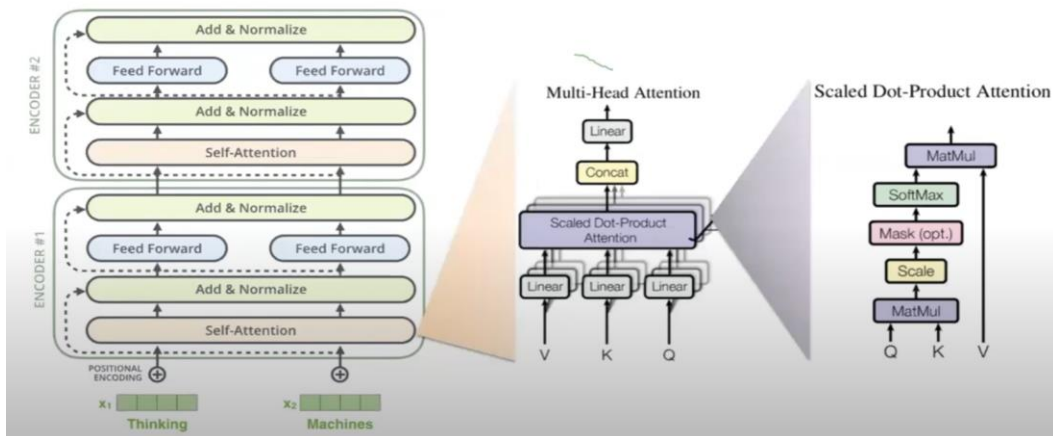 ENCODER #2
Add & Normalize
Feed Forward Feed Forward
Add & Normalize
Self-Attention
ENCODER #1
Add & Normalize
Feed Forward Feed Forward
Add & Normalize
Self-Attention
POSITIONAL
ENCODING
X1 X2
Thinking Machines
Multi-Head Attention
Linear
Concat
Scaled Dot-Product
Attention
Linear Linear Linear
V K Q
Scaled Dot-Product Attention
MatMul
SoftMax
Mask (opt.)
Scale
MatMul
Q K V